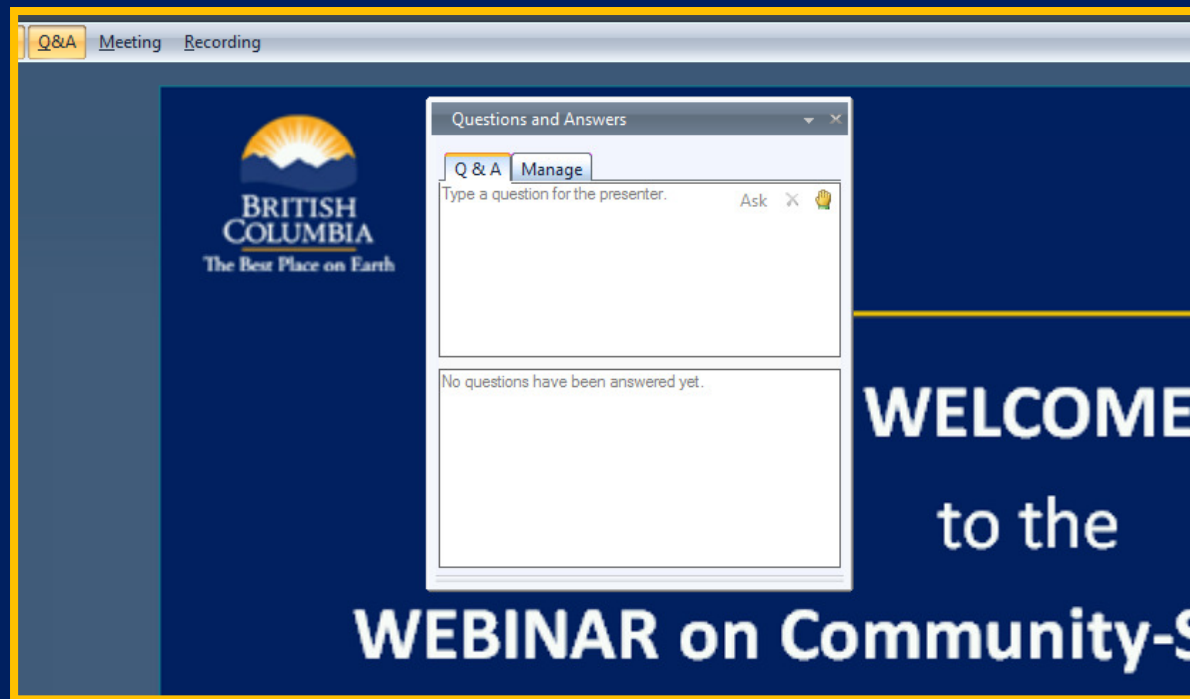 Q&A Meeting Recording
Questions and Answers
Q & A Manage
Type a question for the presenter. Ask
No questions have been answered yet.
BRITISH
COLUMBIA
The Best Place on Earth
WELCOME
to the
WEBINAR on Community-S